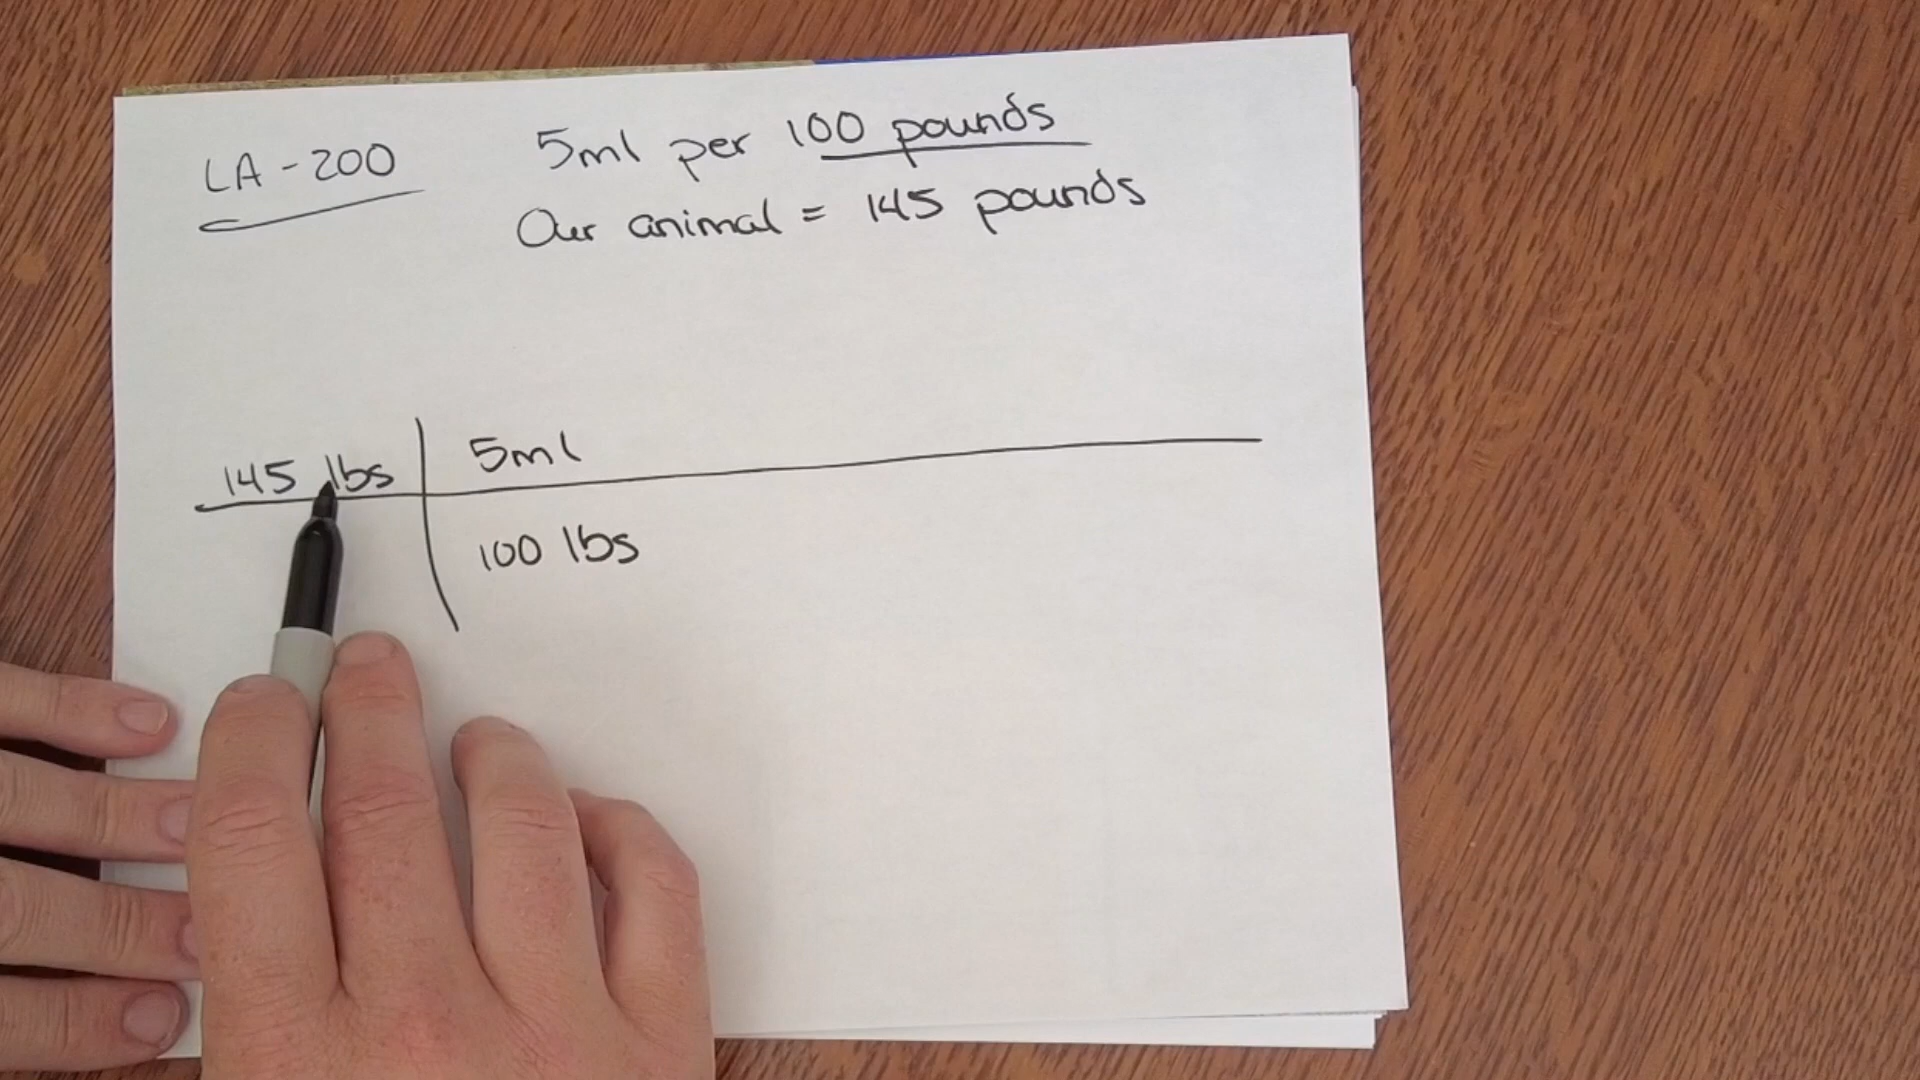 LA-200
5ml per 100 pounds
Our animal = 145 pounds
145 lbs
5ml
100 lbs